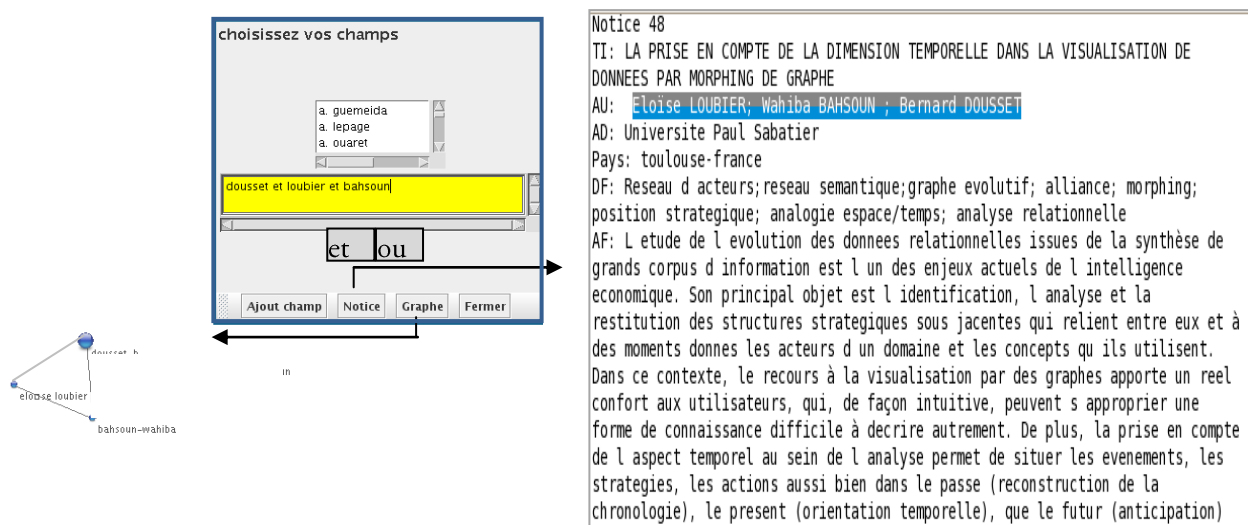 choisissez vos champs
a. guemeida
a. lepage
a. ouaret
dousset et loubier et bahsoun
et ou
Ajout champ Notice Graphe Fermer
dousset b
eloise loubier
bahsoun-wahiba
in
Notice 48
TI: LA PRISE EN COMPTE DE LA DIMENSION TEMPORELLE DANS LA VISUALISATION DE
DONNEES PAR MORPHING DE GRAPHE
AU: Eloïse LOUBIER; Wahiba BAHSOUN ; Bernard DOUSSET
AD: Universite Paul Sabatier
Pays: toulouse-france
DF: Reseau d acteurs;reseau semantique;graphe evolutif; alliance; morphing;
position strategique; analogie espace/temps; analyse relationnelle
AF: L etude de l evolution des donnees relationnelles issues de la synthèse de
grands corpus d information est l un des enjeux actuels de l intelligence
economique. Son principal objet est l identification, l analyse et la
restitution des structures strategiques sous jacentes qui relient entre eux et à
des moments donnes les acteurs d un domaine et les concepts qu ils utilisent.
Dans ce contexte, le recours à la visualisation par des graphes apporte un reel
confort aux utilisateurs, qui, de façon intuitive, peuvent s approprier une
forme de connaissance difficile à decrire autrement. De plus, la prise en compte
de l aspect temporel au sein de l analyse permet de situer les evenements, les
strategies, les actions aussi bien dans le passe (reconstruction de la
chronologie), le present (orientation temporelle), que le futur (anticipation)